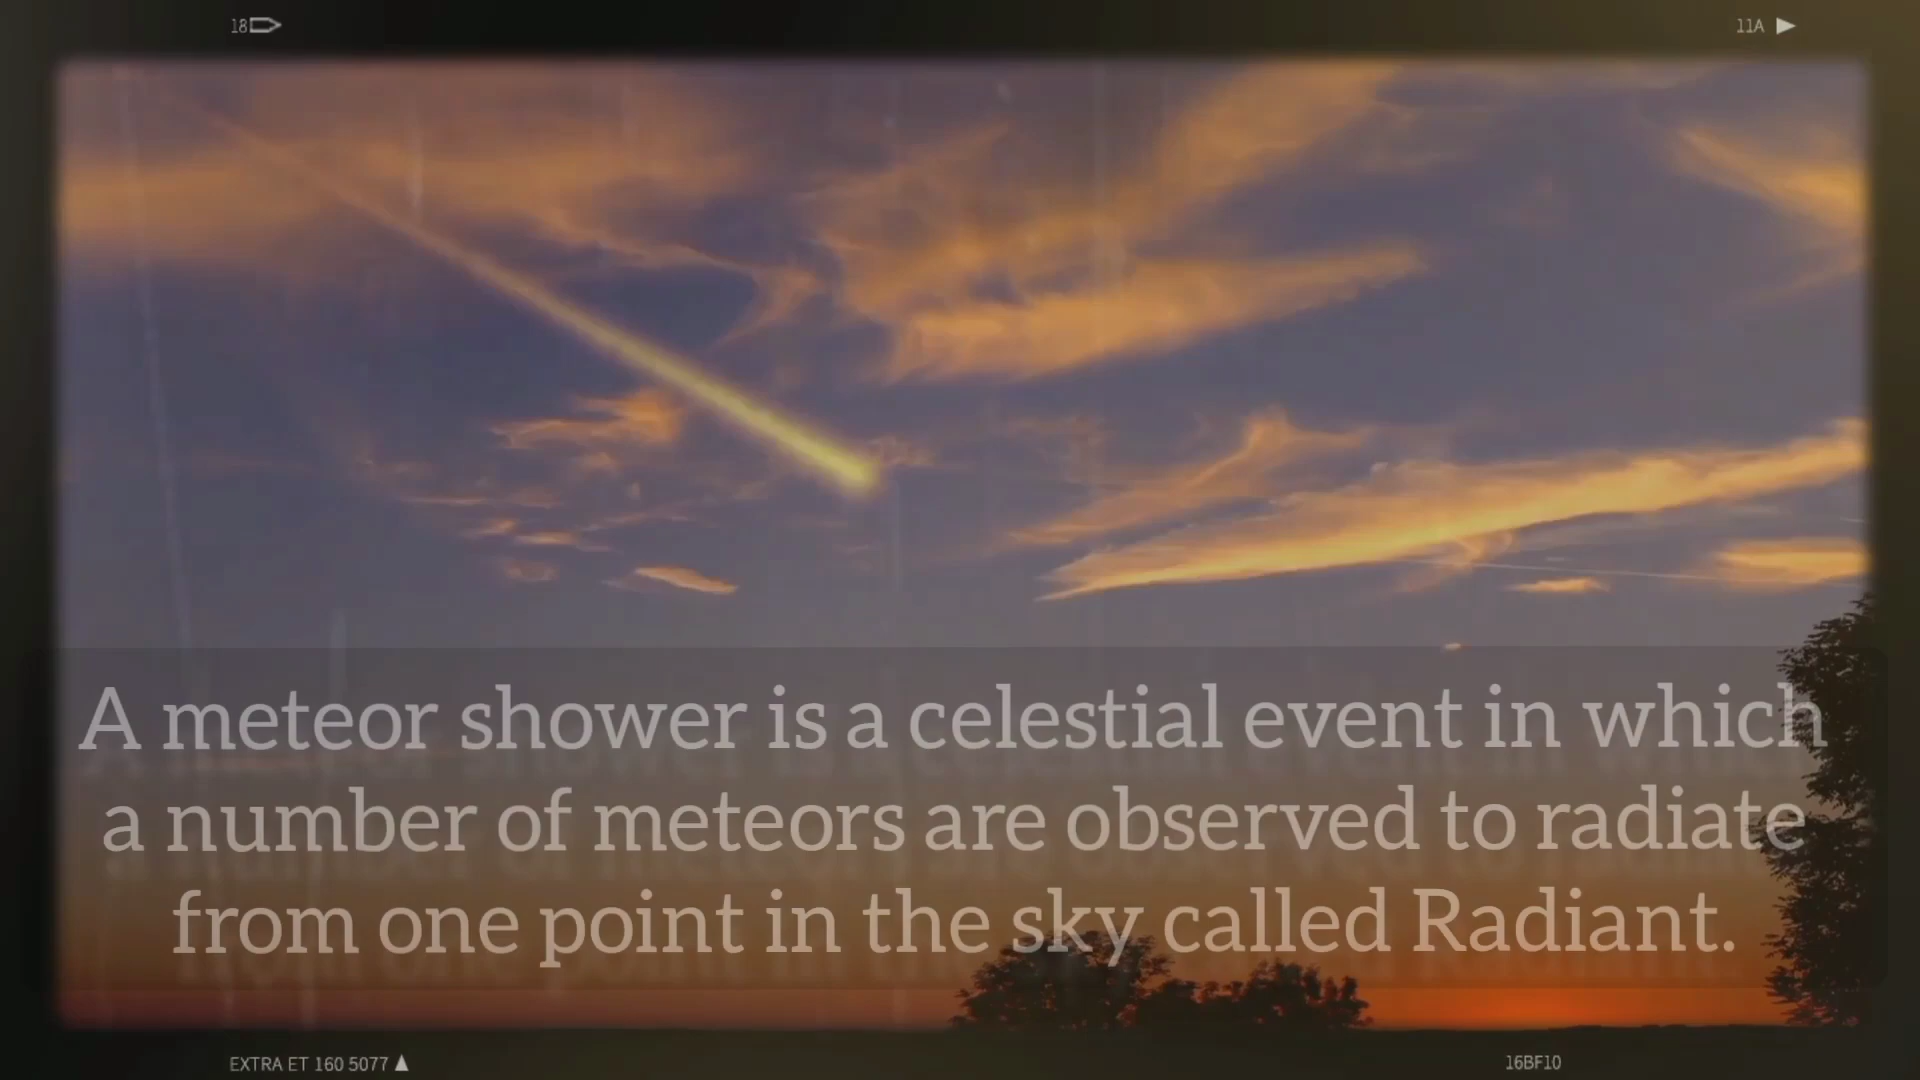 18
11A
A meteor shower is a celestial event in which
a number of meteors are observed to radiate
from one point in the sky called Radiant.
EXTRA ET 160 5077
16BF10